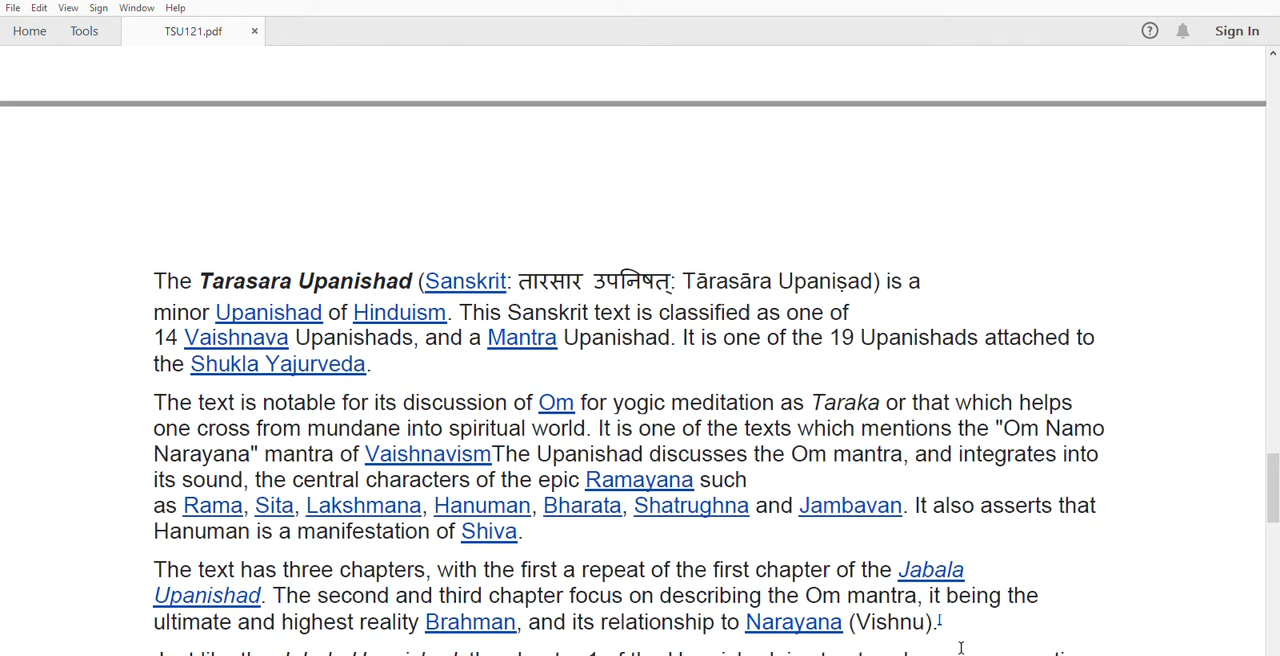 File Edit View Sign Window Help
Home Tools TSU121.pdf × ? Sign In
The Tarasara Upanishad (Sanskrit: तारसार उपनिषत्: Tārasāra Upaniṣad) is a
minor Upanishad of Hinduism. This Sanskrit text is classified as one of
14 Vaishnava Upanishads, and a Mantra Upanishad. It is one of the 19 Upanishads attached to
the Shukla Yajurveda.
The text is notable for its discussion of Om for yogic meditation as Taraka or that which helps
one cross from mundane into spiritual world. It is one of the texts which mentions the "Om Namo
Narayana" mantra of VaishnavismThe Upanishad discusses the Om mantra, and integrates into
its sound, the central characters of the epic Ramayana such
as Rama, Sita, Lakshmana, Hanuman, Bharata, Shatrughna and Jambavan. It also asserts that
Hanuman is a manifestation of Shiva.
The text has three chapters, with the first a repeat of the first chapter of the Jabala
Upanishad. The second and third chapter focus on describing the Om mantra, it being the
ultimate and highest reality Brahman, and its relationship to Narayana (Vishnu).[